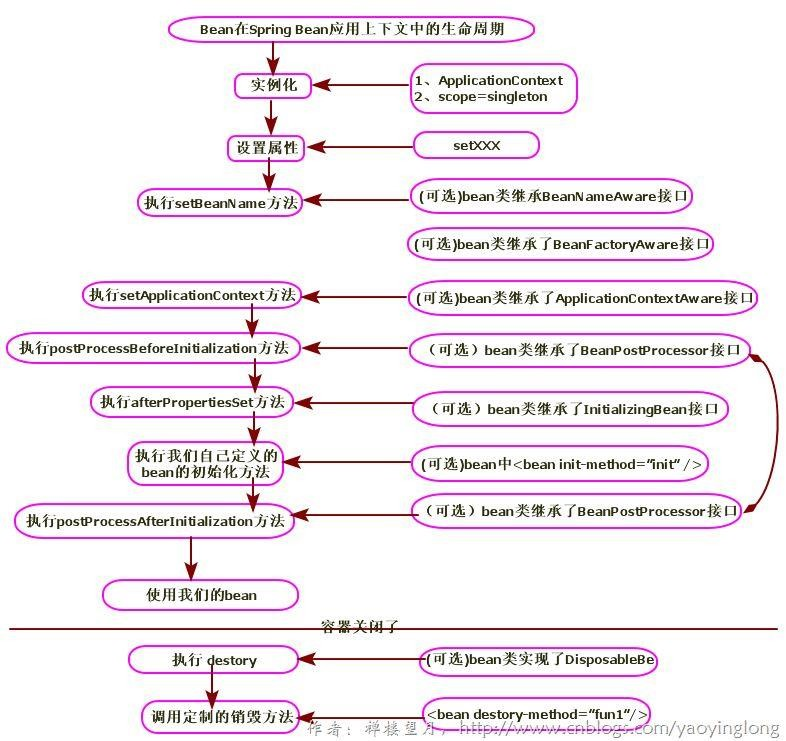 Bean在Spring Bean应用上下文中的生命周期
实例化
1、ApplicationContext
2、scope=singleton
设置属性
setXXX
执行setBeanName方法
(可选)bean类继承BeanNameAware接口
(可选)bean类继承了BeanFactoryAware接口
执行setApplicationContext方法
(可选)bean类继承了ApplicationContextAware接口
执行postProcessBeforeInitialization方法
（可选）bean类继承了BeanPostProcessor接口
执行afterPropertiesSet方法
（可选）bean类继承了InitializingBean接口
执行我们自己定义的
bean的初始化方法
(可选)bean中<bean init-method=“init” />
执行postProcessAfterInitialization方法
（可选）bean类继承了BeanPostProcessor接口
使用我们的bean
容器关闭了
执行 destory
(可选)bean类实现了DisposableBe
调用定制的销毁方法
<bean destory-method=“fun1“/>
作者：禅楼望月，http://www.cnblogs.com/yaoyinglong